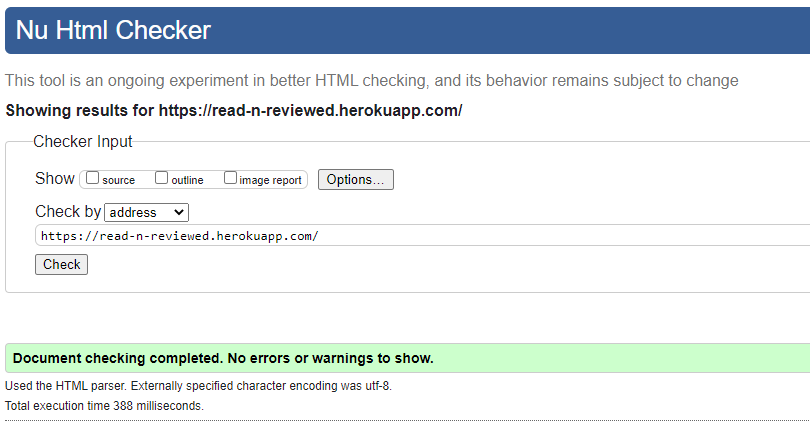 Nu Html Checker
This tool is an ongoing experiment in better HTML checking, and its behavior remains subject to change
Showing results for https://read-n-reviewed.herokuapp.com/
Checker Input
Show source outline image report Options...
Check by address
https://read-n-reviewed.herokuapp.com/
Check
Document checking completed. No errors or warnings to show.
Used the HTML parser. Externally specified character encoding was utf-8.
Total execution time 388 milliseconds.